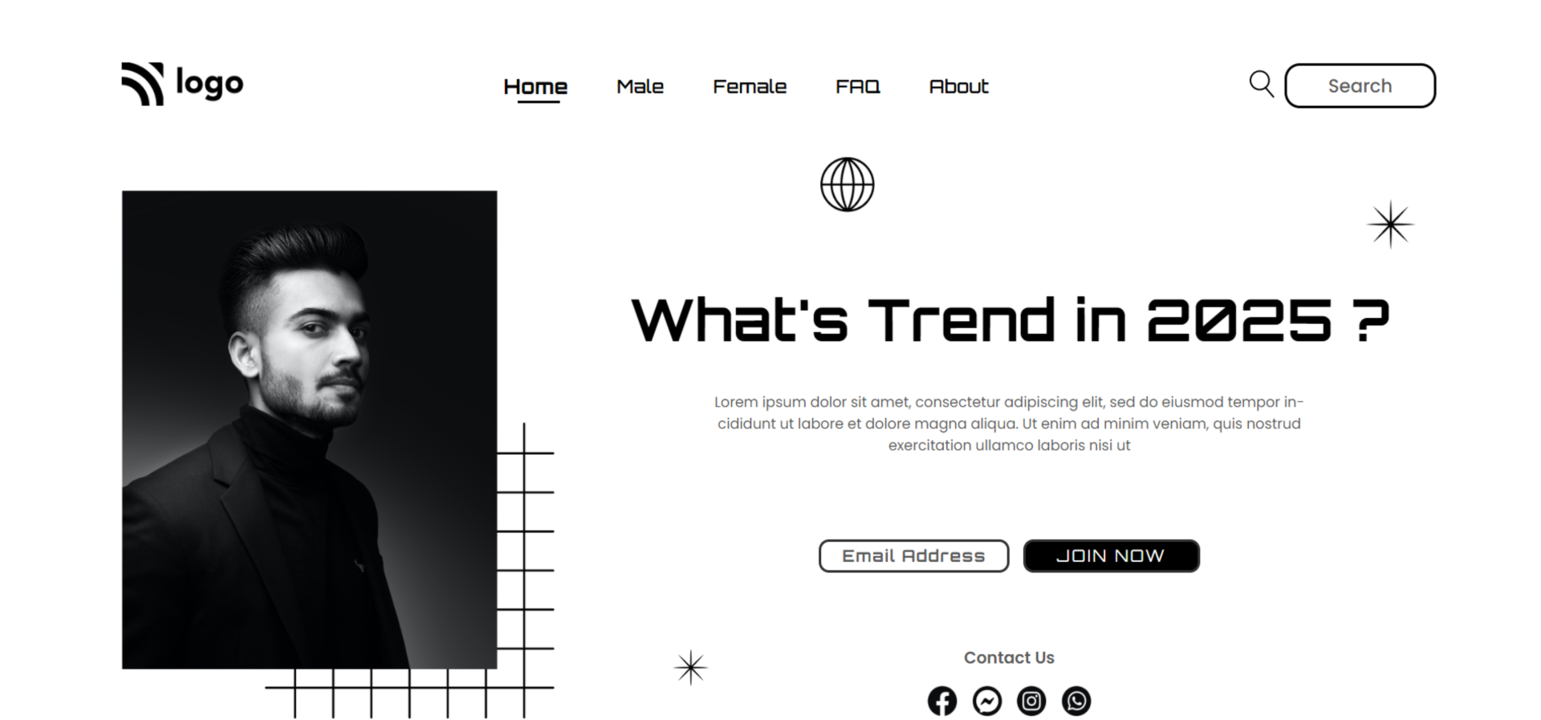 logo
Home Male Female FAQ About
Search
What's Trend in 2025 ?
Lorem ipsum dolor sit amet, consectetur adipiscing elit, sed do eiusmod tempor in-
cididunt ut labore et dolore magna aliqua. Ut enim ad minim veniam, quis nostrud
exercitation ullamco laboris nisi ut
Email Address JOIN NOW
Contact Us